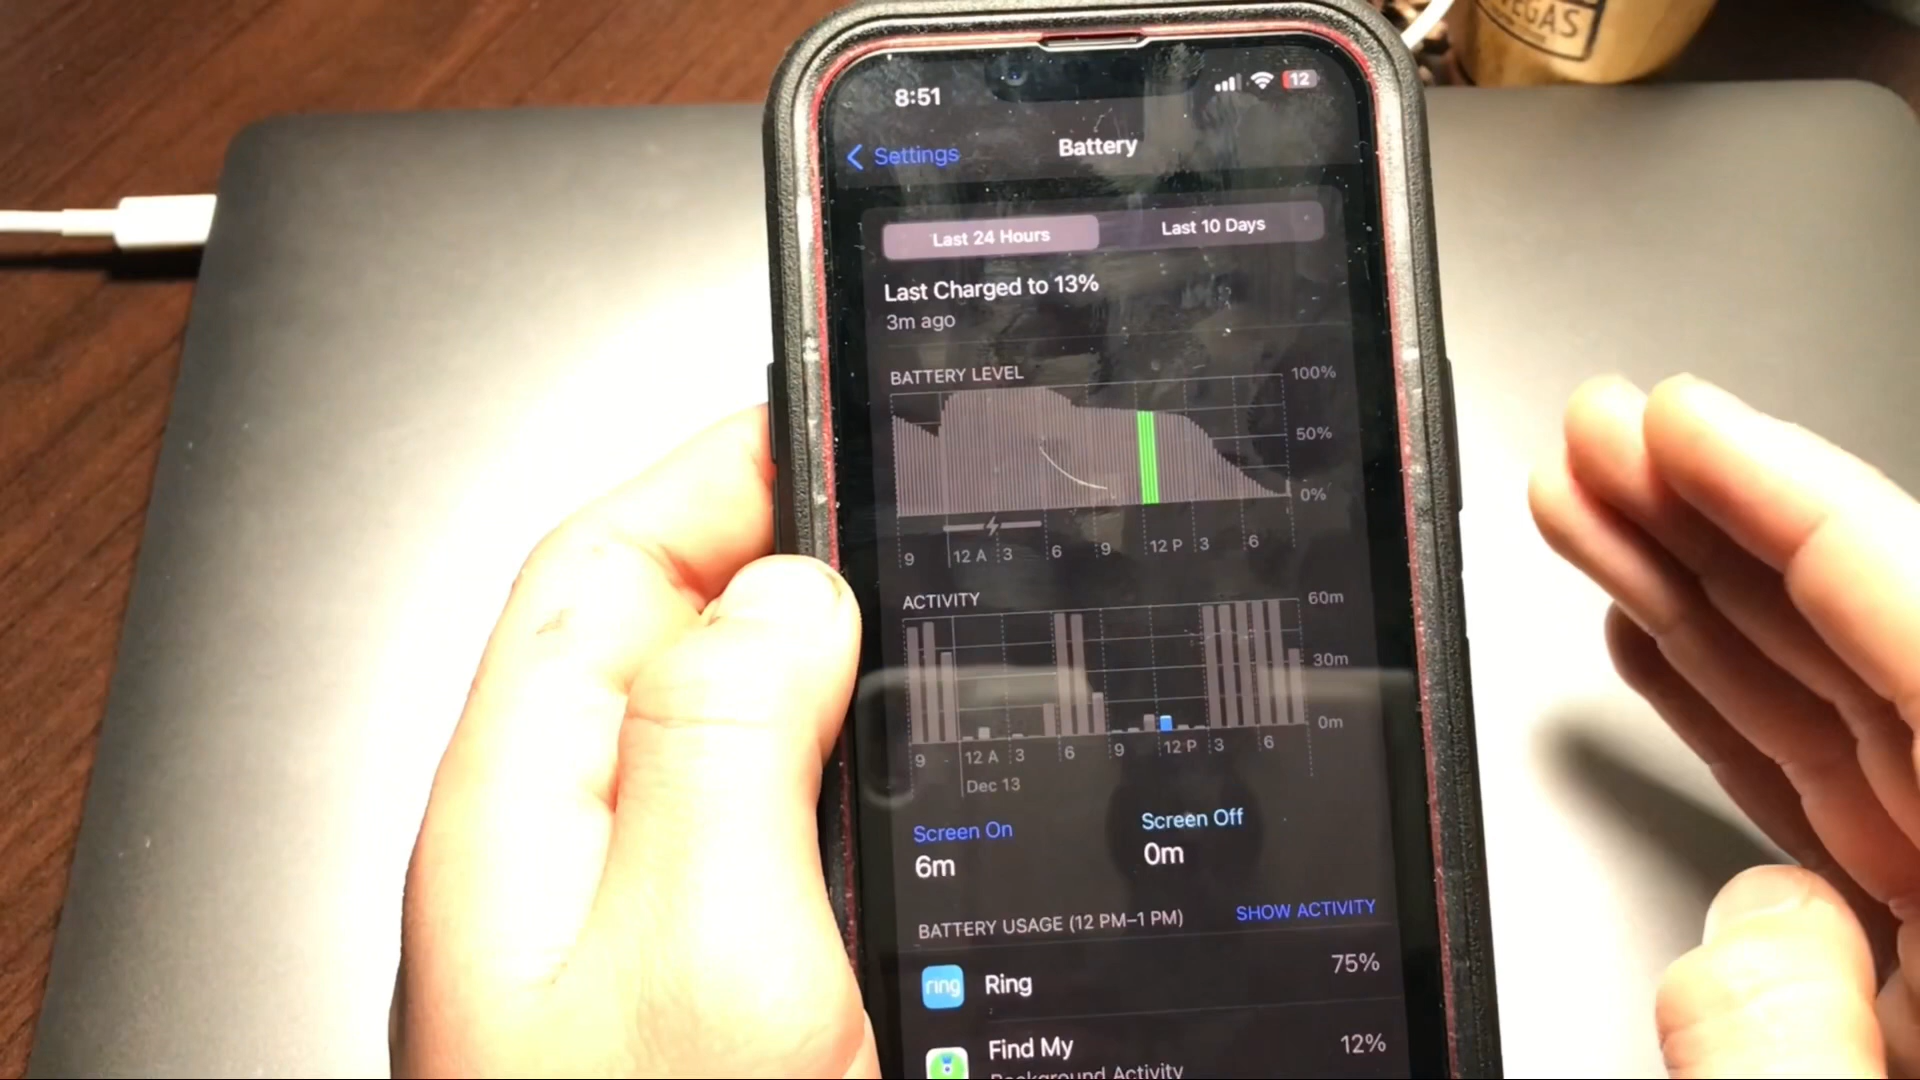 VEGAS
8:51
12
Settings
Battery
Last 24 Hours
Last 10 Days
Last Charged to 13%
3m ago
BATTERY LEVEL
100%
50%
0%
9 12 A 3 6 9 12 P 3 6
ACTIVITY
60m
30m
0m
9 12 A 3 6 9 12 P 3 6
Dec 13
Screen On
Screen Off
6m
0m
BATTERY USAGE (12 PM–1 PM)
SHOW ACTIVITY
ring
Ring
75%
Find My
12%
Background Activity